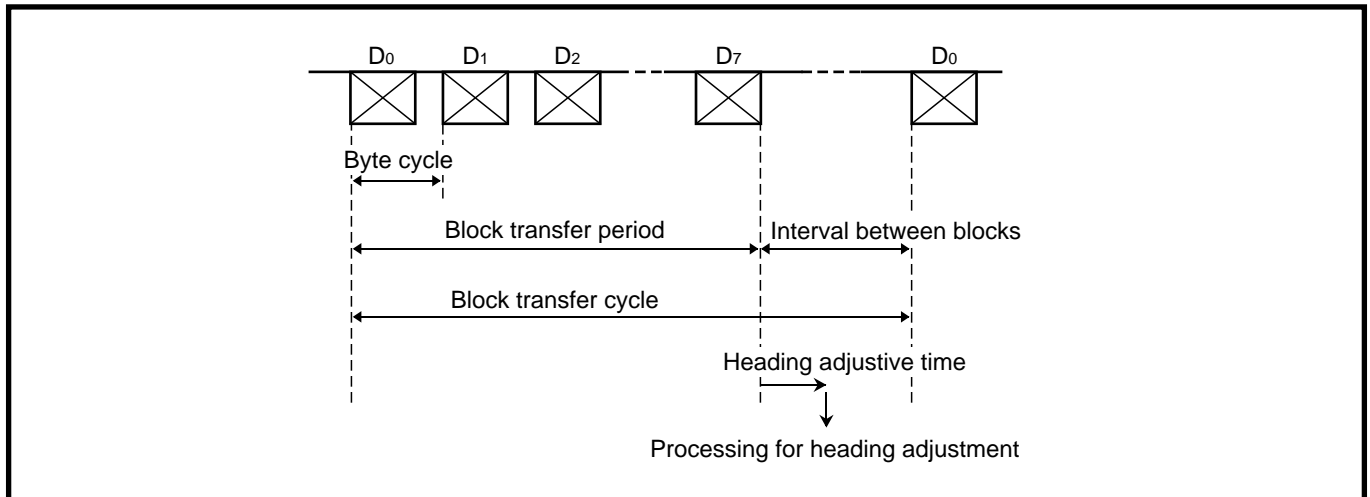 D0 D1 D2 D7 D0
Byte cycle
Block transfer period Interval between blocks
Block transfer cycle
Heading adjustive time
Processing for heading adjustment